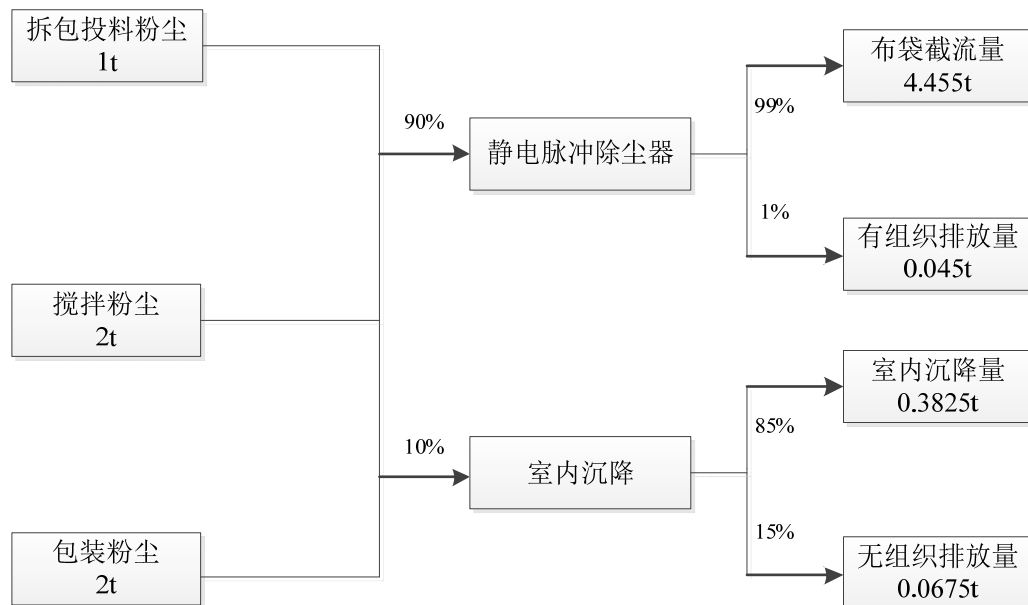 拆包投料粉尘
1t
搅拌粉尘
2t
包装粉尘
2t
90%
10%
静电脉冲除尘器
室内沉降
99%
1%
85%
15%
布袋截流量
4.455t
有组织排放量
0.045t
室内沉降量
0.3825t
无组织排放量
0.0675t